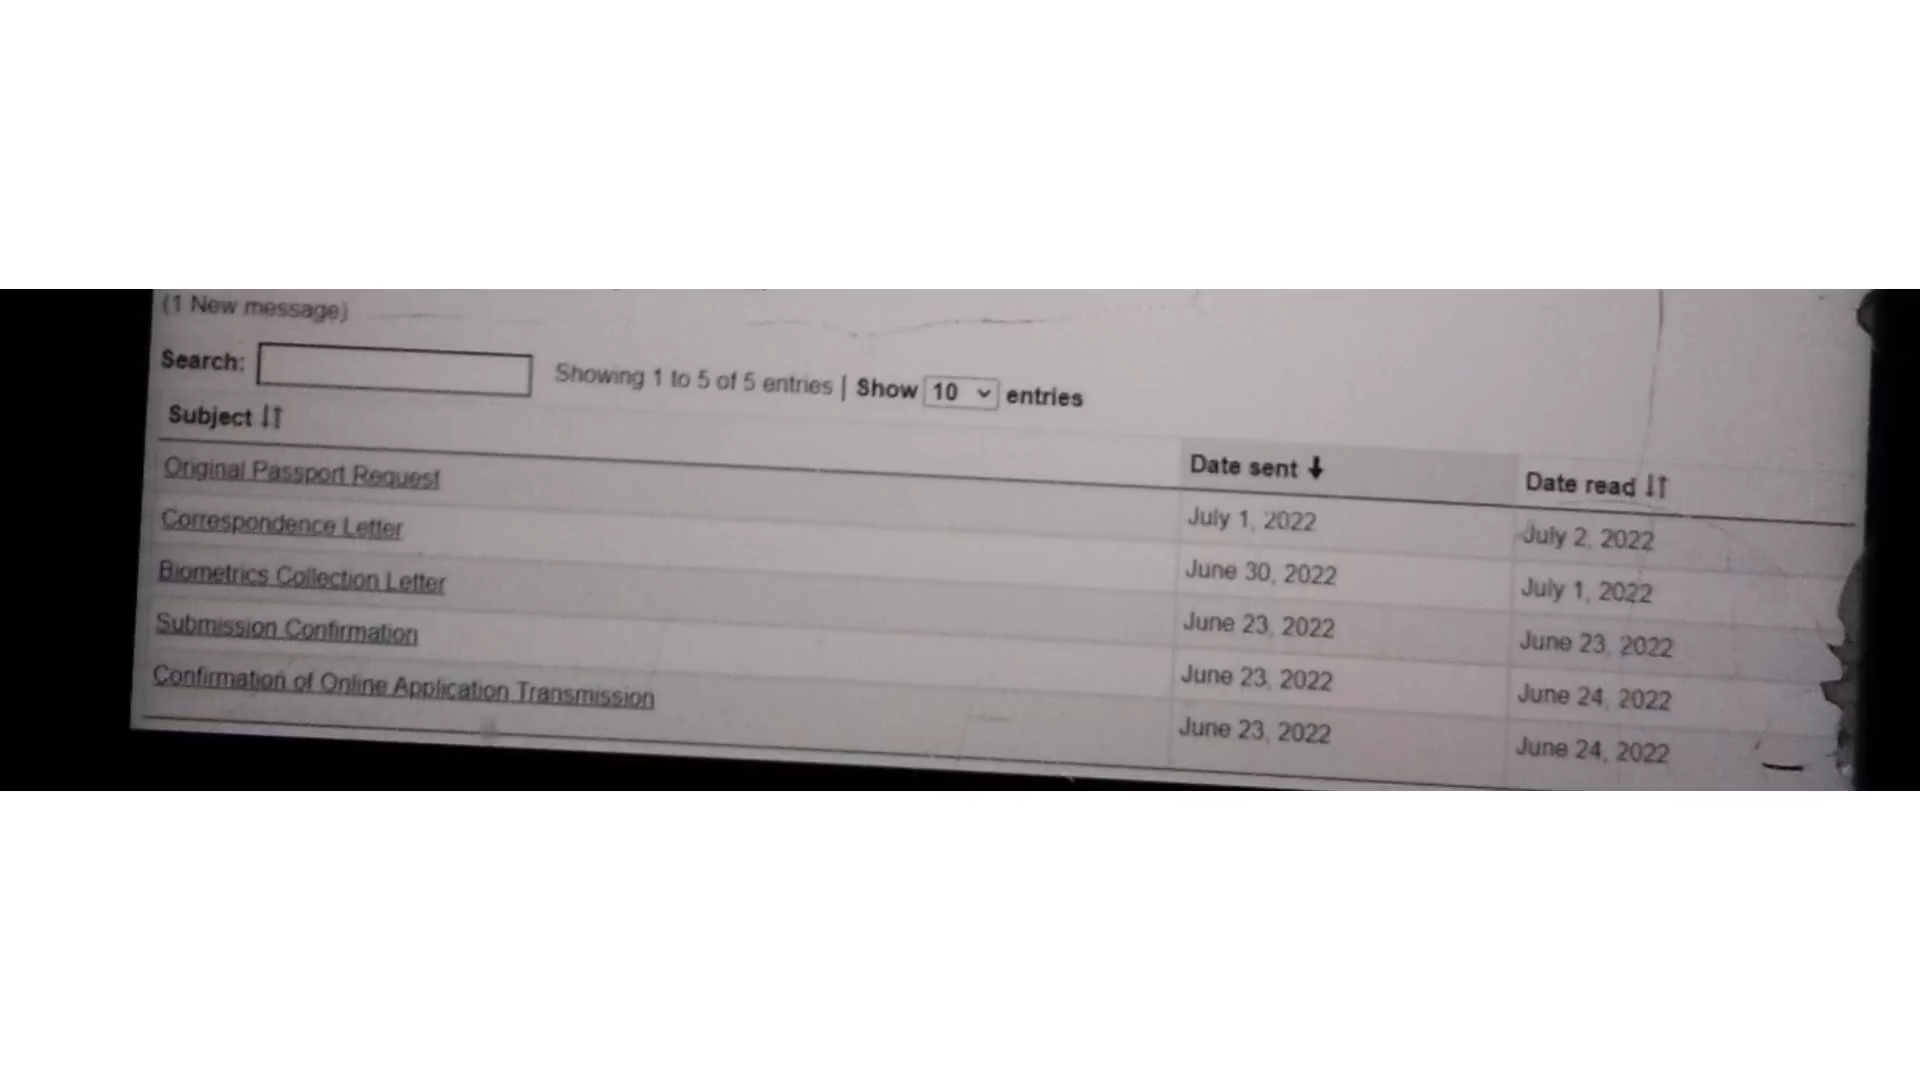 (1 New message)
Search: Showing 1 to 5 of 5 entries | Show 10 entries
Subject ↓↑ Date sent ↓ Date read ↓↑
Original Passport Request July 1, 2022 July 2, 2022
Correspondence Letter June 30, 2022 July 1, 2022
Biometrics Collection Letter June 23, 2022 June 23, 2022
Submission Confirmation June 23, 2022 June 24, 2022
Confirmation of Online Application Transmission June 23, 2022 June 24, 2022